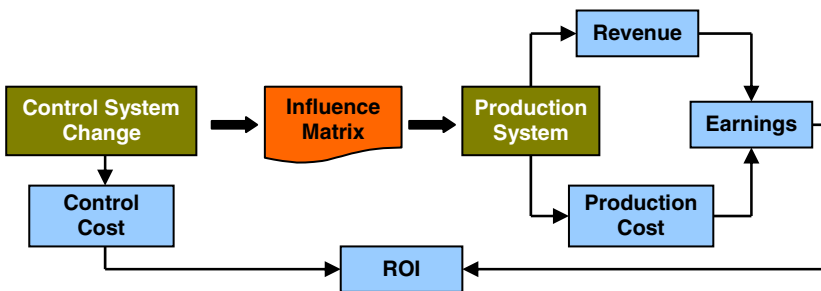 Revenue
Control System
Change
Influence
Matrix
Production
System
Earnings
Control
Cost
Production
Cost
ROI